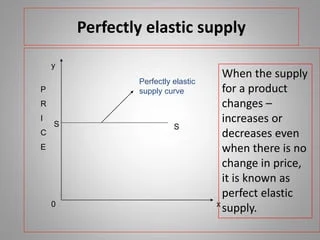 Perfectly elastic supply
y
Perfectly elastic
supply curve
P
R
I
C
E
S
S
0
x
When the supply
for a product
changes –
increases or
decreases even
when there is no
change in price,
it is known as
perfect elastic
supply.